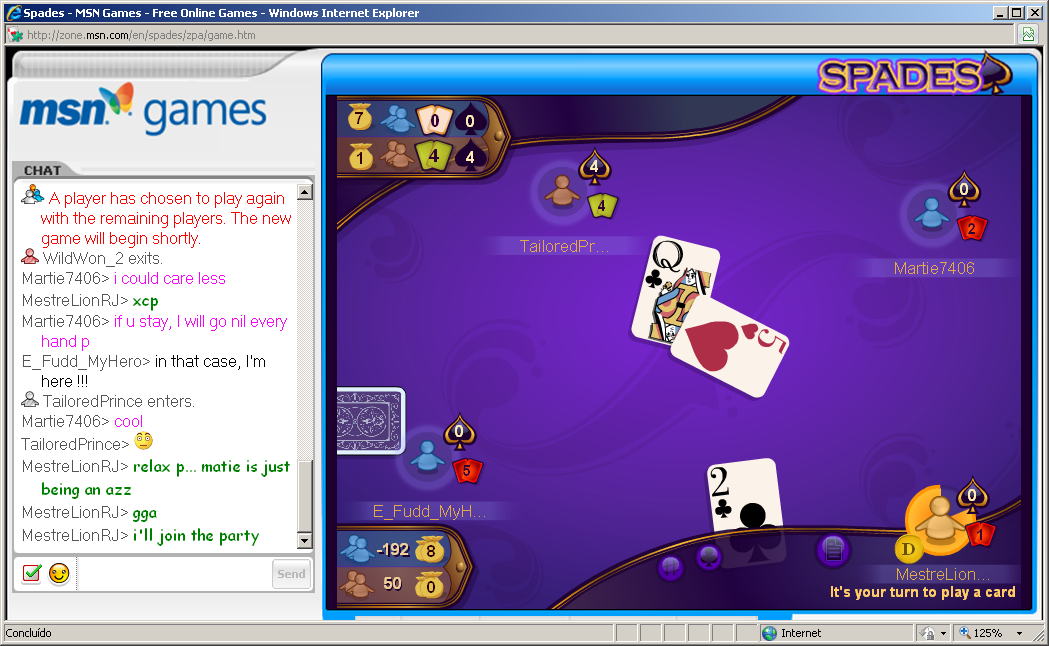 Spades - MSN Games - Free Online Games - Windows Internet Explorer
http://zone.msn.com/en/spades/zpa/game.htm
msn games
SPADES
7 0 0
1 4 4
CHAT
A player has chosen to play again
with the remaining players. The new
game will begin shortly.
WildWon_2 exits.
Martie7406> i could care less
MestreLionRJ> xcp
Martie7406> if u stay, I will go nil every
hand p
E_Fudd_MyHero> in that case, I'm
here !!!
TailoredPrince enters.
Martie7406> cool
TailoredPrince>
MestreLionRJ> relax p... matie is just
being an azz
MestreLionRJ> gga
MestreLionRJ> i'll join the party
Send
4
4
TailoredPr...
0
2
Martie7406
Q
5
0
5
E_Fudd_MyH...
2
0
1
D
MestreLion...
It's your turn to play a card
-192 8
50 0
Concluído
Internet
125%